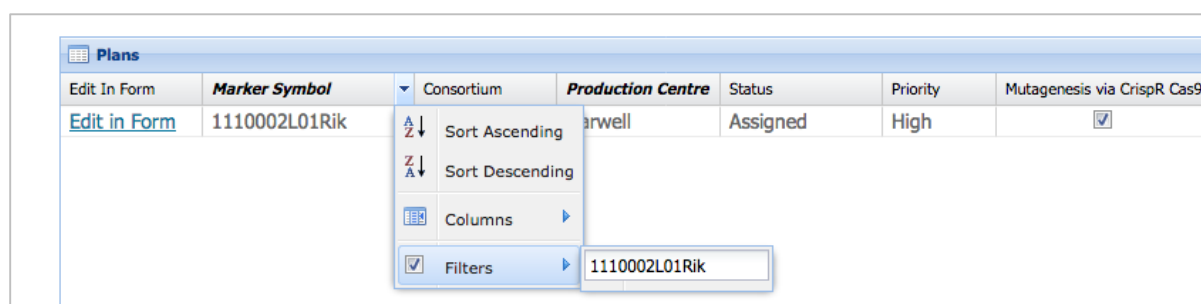 Plans
Edit In Form Marker Symbol Consortium Production Centre Status Priority Mutagenesis via CrispR Cas9
Edit in Form 1110002L01Rik arwell Assigned High
Sort Ascending
Sort Descending
Columns
Filters 1110002L01Rik